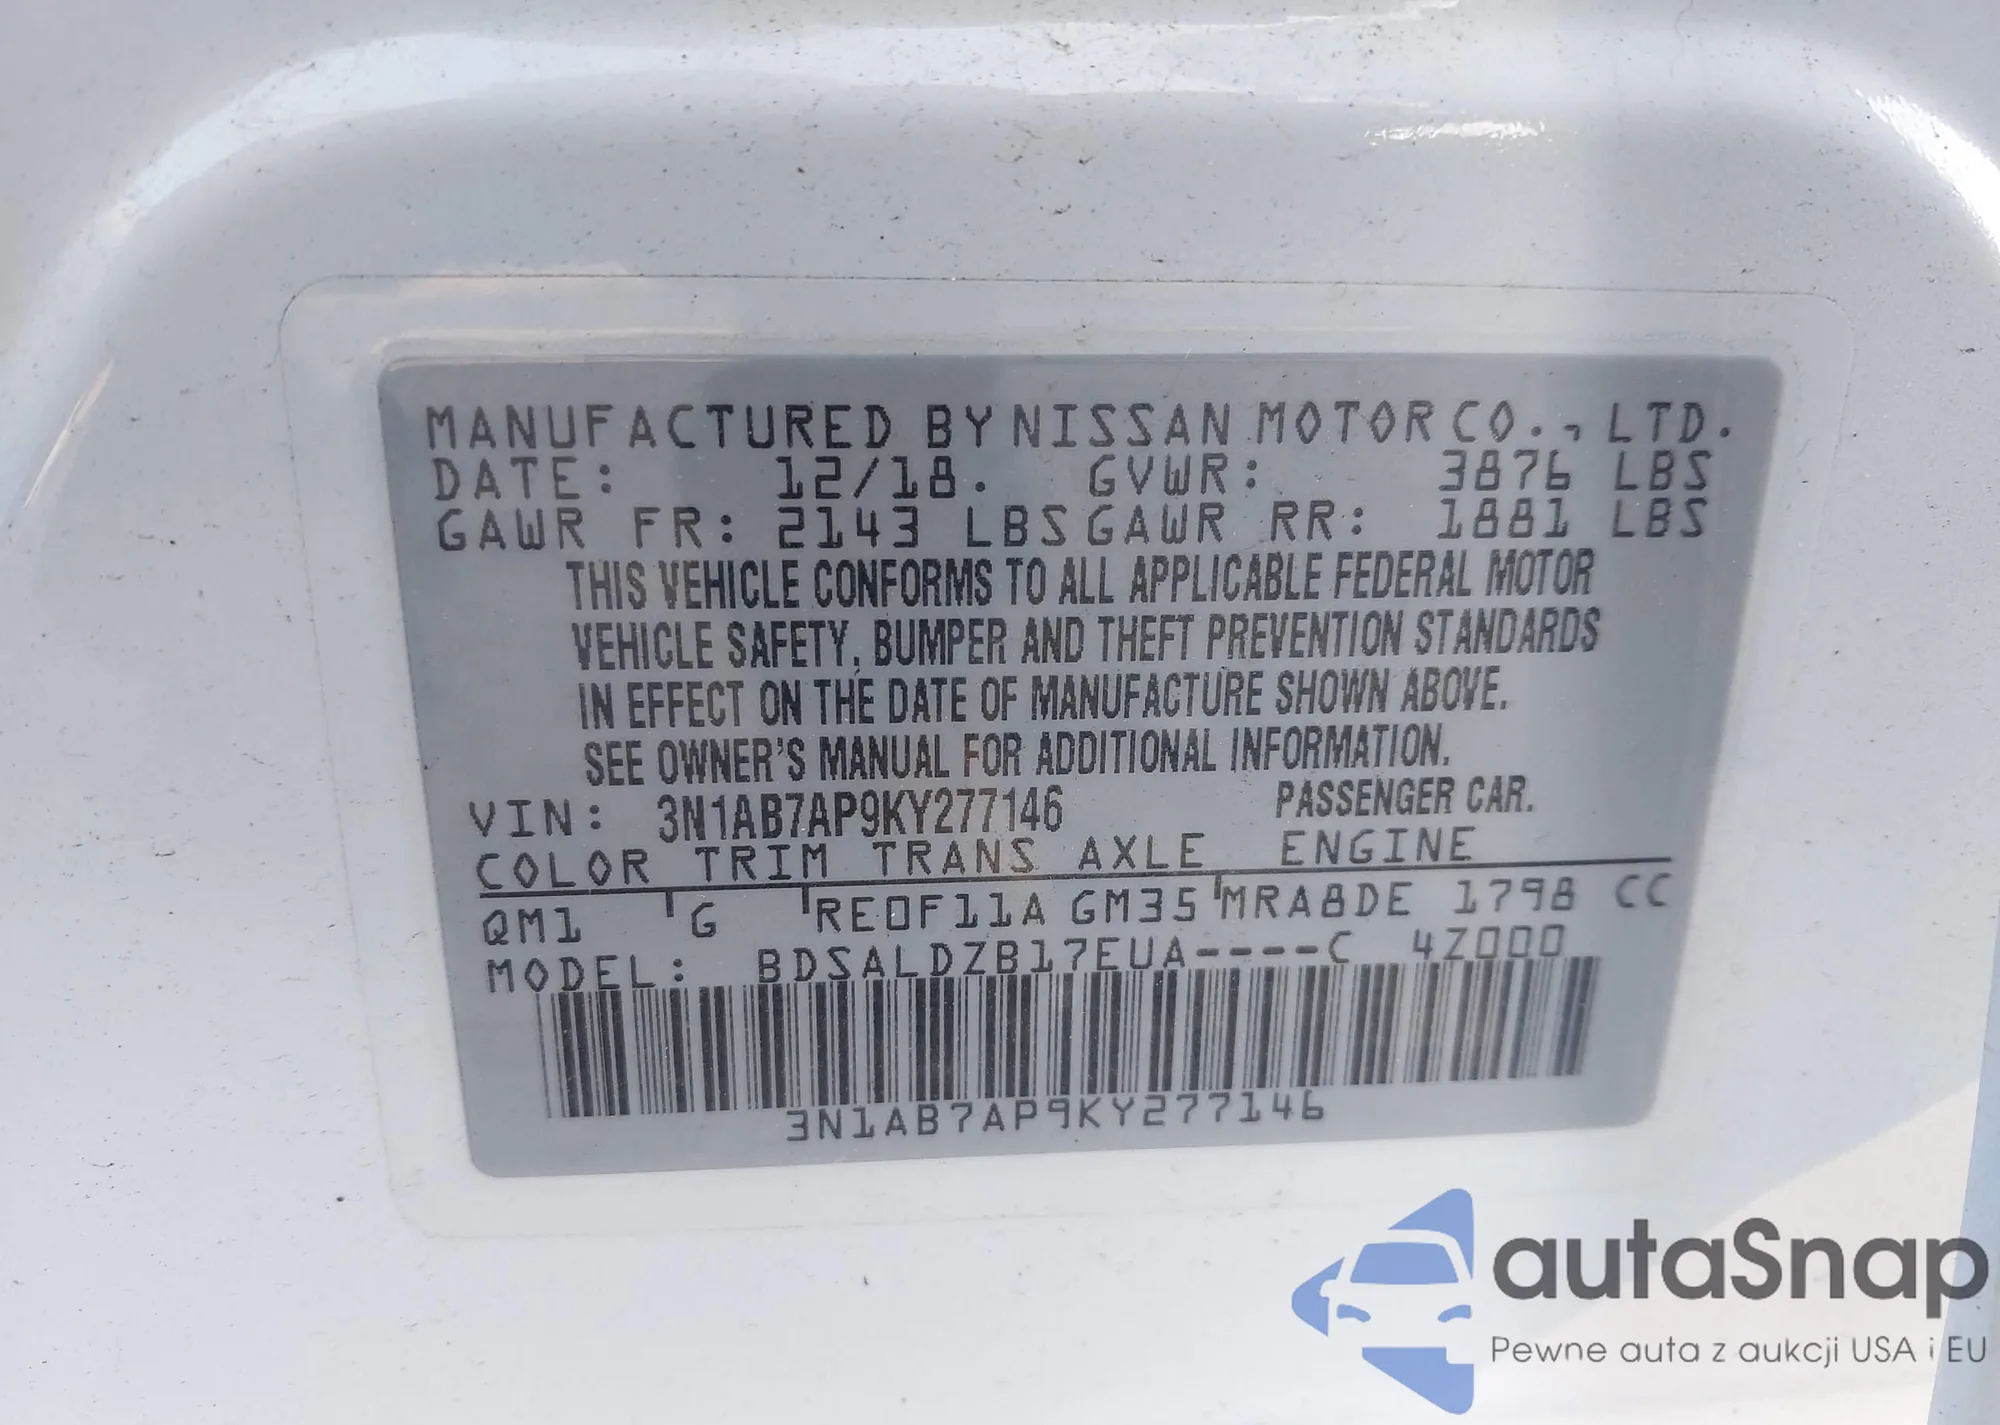 MANUFACTURED BY NISSAN MOTOR CO., LTD.
DATE: 12/18. GVWR: 3876 LBS
GAWR FR: 2143 LBS GAWR RR: 1881 LBS
THIS VEHICLE CONFORMS TO ALL APPLICABLE FEDERAL MOTOR
VEHICLE SAFETY, BUMPER AND THEFT PREVENTION STANDARDS
IN EFFECT ON THE DATE OF MANUFACTURE SHOWN ABOVE.
SEE OWNER'S MANUAL FOR ADDITIONAL INFORMATION.
VIN: 3N1AB7AP9KY277146 PASSENGER CAR.
COLOR TRIM TRANS AXLE ENGINE
QM1 G RE0F11A GM35 MRA8DE 1798 CC
MODEL: BDSALDZB17EUA----C 4Z000
3N1AB7AP9KY277146
autaSnap
Pewne auta z aukcji USA i EU